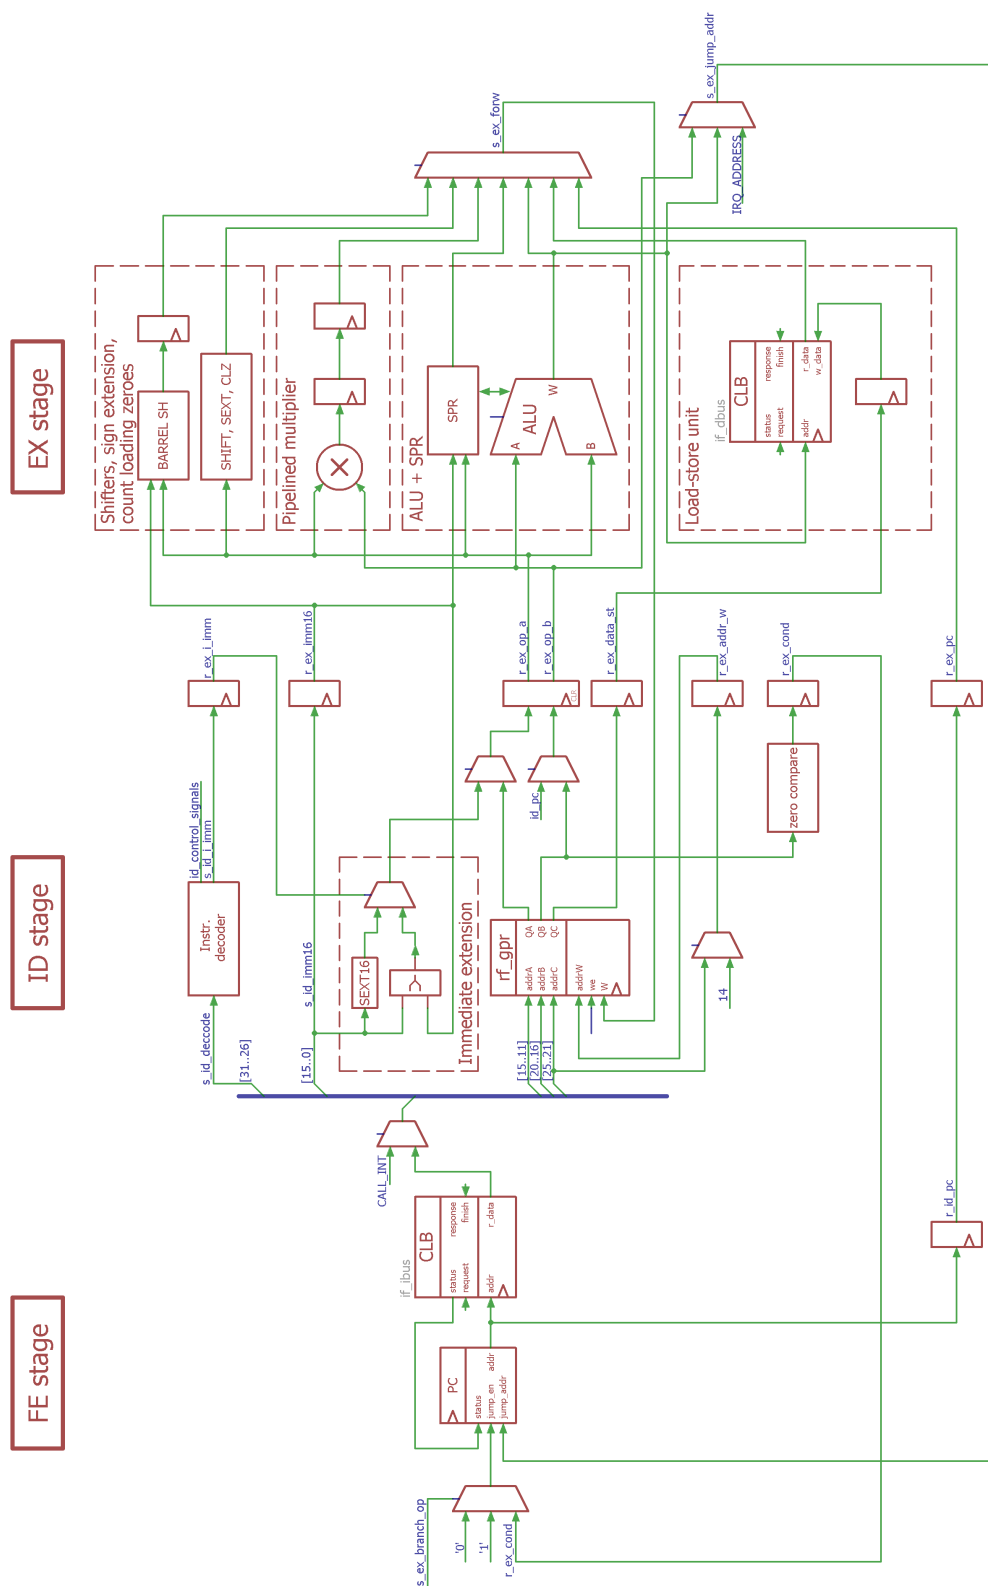 s_ex_jump_addr
s_ex_forw
IRQ_ADDRESS
EX stage
Shifters, sign extension,
count loading zeroes
BARREL SH
SHIFT, SEXT, CLZ
Pipelined multiplier
ALU + SPR
SPR
ALU
A
B
W
Load-store unit
if_dbus
CLB
status
response
request
finish
addr
r_data
w_data
r_ex_i_imm
r_ex_imm16
r_ex_op_a
r_ex_op_b
CLR
r_ex_data_st
r_ex_addr_w
r_ex_cond
r_ex_pc
ID stage
id_control_signals
s_id_i_imm
Instr.
decoder
s_id_deccode
[31..26]
s_id_imm16
[15..0]
SEXT16
Immediate extension
id_pc
rf_gpr
addrA
QA
addrB
QB
addrC
QC
addrW
we
W
[15..11]
[20..16]
[25..21]
zero compare
14
CALL_INT
FE stage
if_ibus
CLB
status
response
request
finish
addr
r_data
PC
status
jump_en
addr
jump_addr
r_id_pc
s_ex_branch_op
'0'
'1'
r_ex_cond